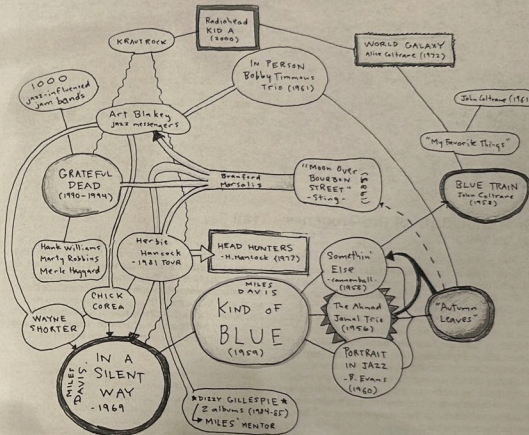 KRAUTROCK
Radiohead
KID A
(2000)
WORLD GALAXY
Alice Coltrane (1972)
1000
jazz-influenced
jam bands
IN PERSON
Bobby Timmons
Trio (1961)
John Coltrane (1961
Art Blakey
jazz messengers
"My Favorite Things"
GRATEFUL
DEAD
(1990-1994)
Branford
Marsalis
"Moon Over
BOURBON
STREET"
-Sting-
(1985)
BLUE TRAIN
John Coltrane
(1958)
Hank Williams
Marty Robbins
Merle Haggard
Herbie
Hancock
-1981 TOUR
HEAD HUNTERS
-H. Hancock (1977)
Somethin'
Else
-cannonball-
(1958)
CHICK
COREA
WAYNE
SHORTER
MILES
DAVIS
KIND OF
BLUE
(1959)
The Ahmad
Jamal Trio
(1956)
"Autumn
Leaves"
PORTRAIT
IN JAZZ
-B. Evans
(1960)
MILES
DAVIS.
IN A
SILENT
WAY
-1969
★DIZZY GILLESPIE★
2 albums (1984-85)
→ MILES' MENTOR